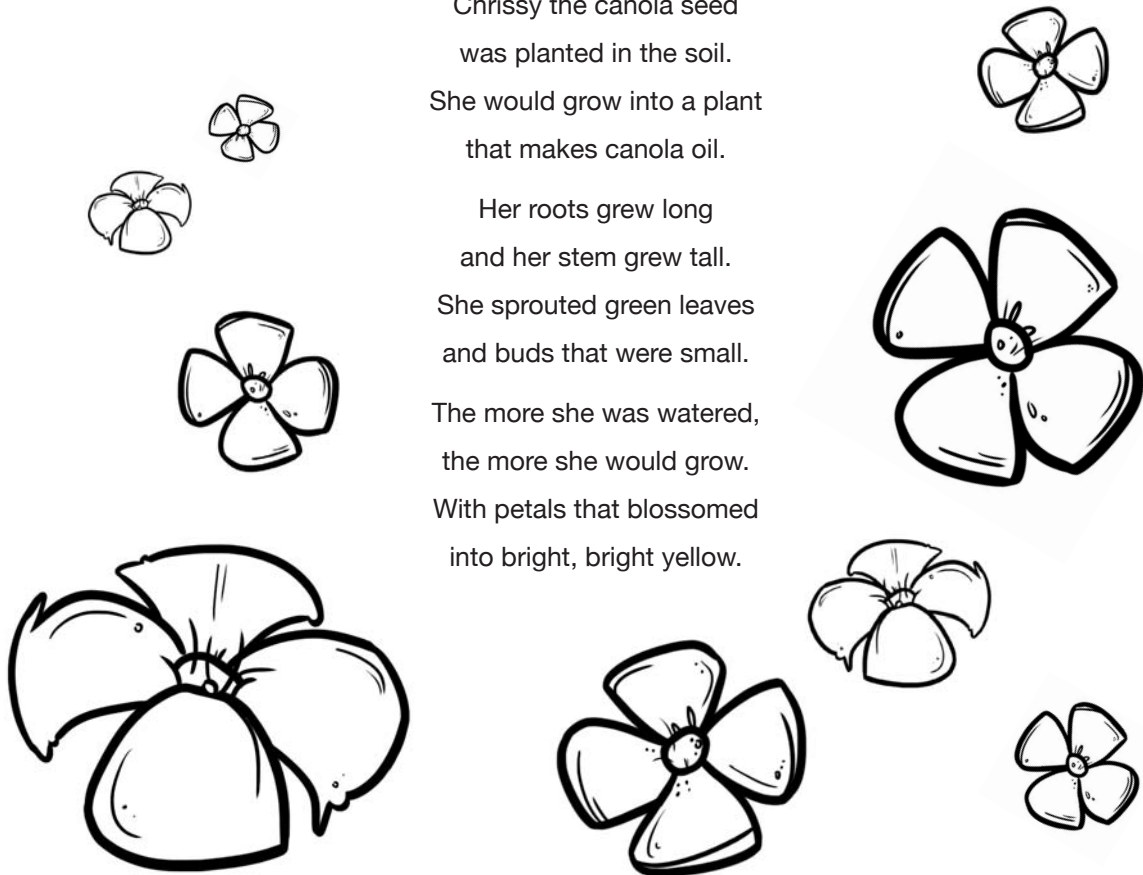 Chrissy the canola seed
was planted in the soil.
She would grow into a plant
that makes canola oil.
Her roots grew long
and her stem grew tall.
She sprouted green leaves
and buds that were small.
The more she was watered,
the more she would grow.
With petals that blossomed
into bright, bright yellow.